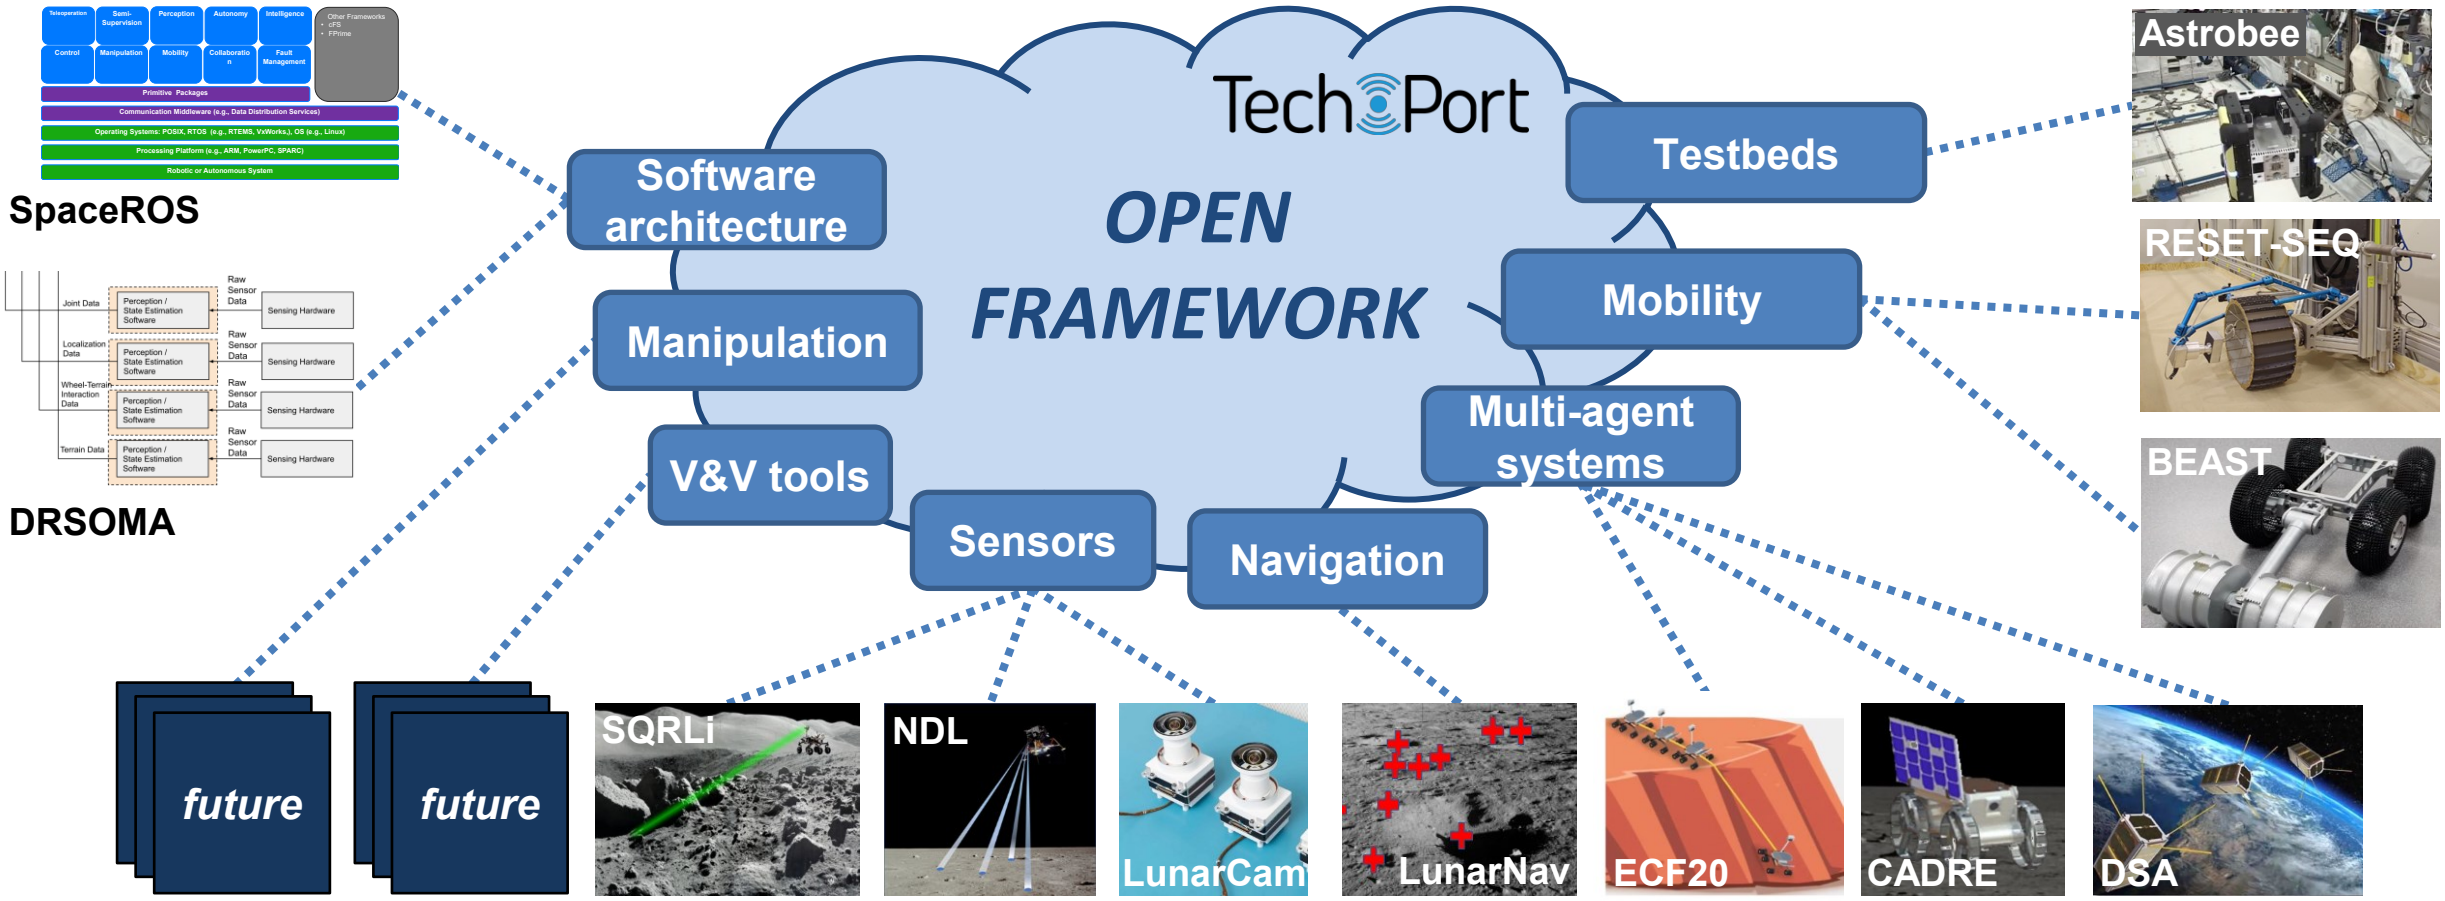 Teleoperation
Semi-
Supervision
Perception
Autonomy
Intelligence
Control
Manipulation
Mobility
Collaboratio
n
Fault
Management
Other Frameworks
• cFS
• FPrime
Primitive Packages
Communication Middleware (e.g., Data Distribution Services)
Operating Systems: POSIX, RTOS (e.g., RTEMS, VxWorks,), OS (e.g., Linux)
Processing Platform (e.g., ARM, PowerPC, SPARC)
Robotic or Autonomous System
SpaceROS
Joint Data
Perception /
State Estimation
Software
Raw
Sensor
Data
Sensing Hardware
Localization
Data
Perception /
State Estimation
Software
Raw
Sensor
Data
Sensing Hardware
Wheel-Terrain
Interaction
Data
Perception /
State Estimation
Software
Raw
Sensor
Data
Sensing Hardware
Terrain Data
Perception /
State Estimation
Software
Raw
Sensor
Data
Sensing Hardware
DRSOMA
TechPort
OPEN
FRAMEWORK
Software
architecture
Manipulation
V&V tools
Sensors
Navigation
Multi-agent
systems
Mobility
Testbeds
Astrobee
RESET-SEQ
BEAST
future
future
SQRLi
NDL
LunarCam
LunarNav
ECF20
CADRE
DSA